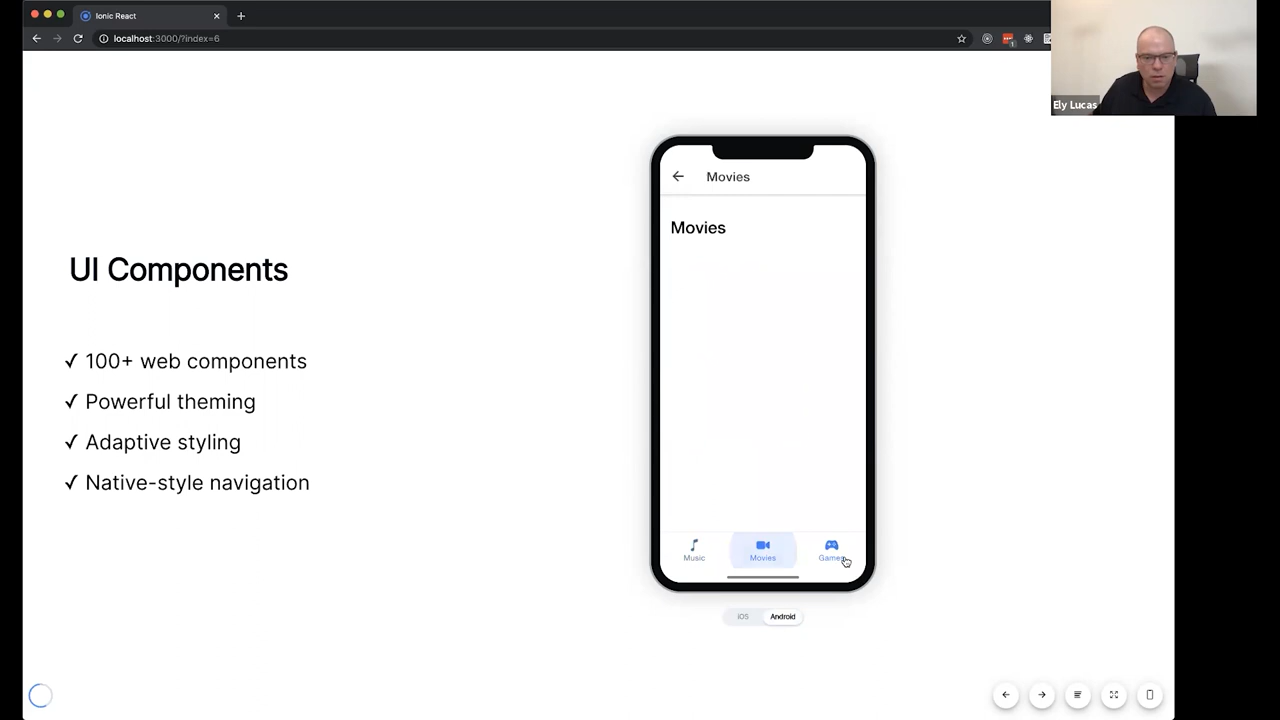 Ionic React
localhost:3000/?index=6
1
Ely Lucas
UI Components
✓ 100+ web components
✓ Powerful theming
✓ Adaptive styling
✓ Native-style navigation
Movies
Movies
Music
Movies
Games
iOS
Android